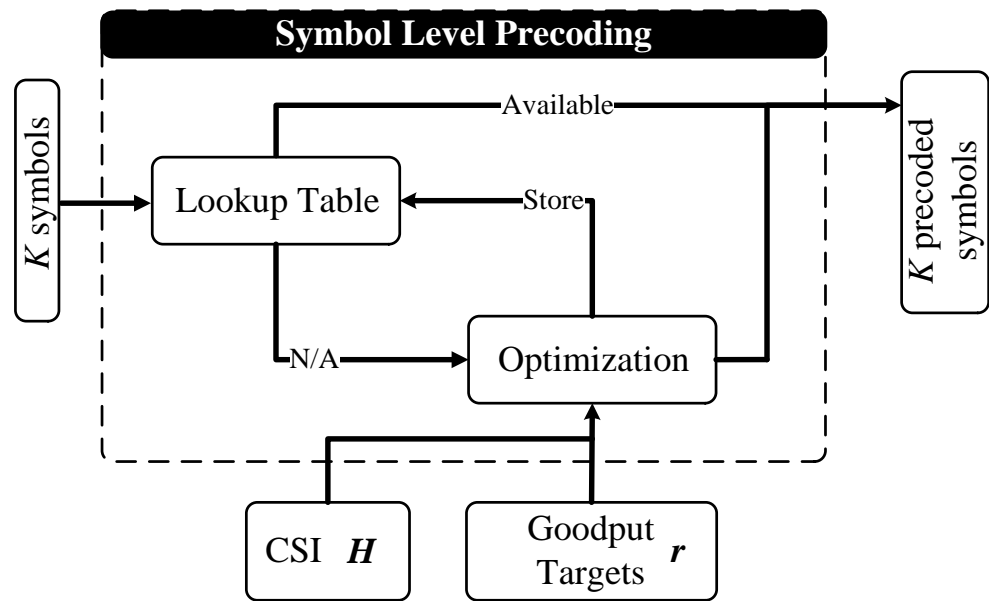 Symbol Level Precoding
K symbols
Available
K precoded
symbols
Lookup Table
Store
N/A
Optimization
CSI H
Goodput
Targets r